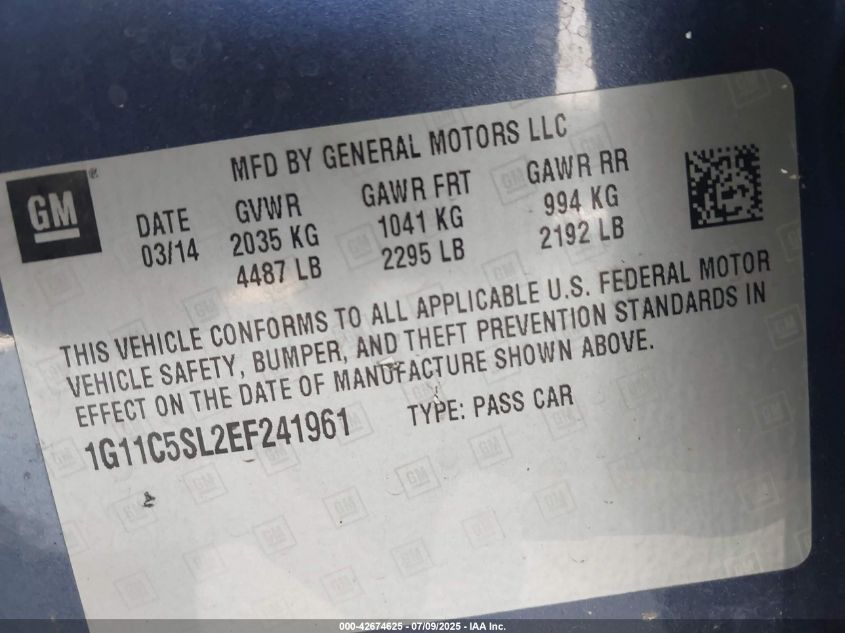 MFD BY GENERAL MOTORS LLC
GM®
DATE GVWR GAWR FRT GAWR RR
03/14 2035 KG 1041 KG 994 KG
4487 LB 2295 LB 2192 LB
THIS VEHICLE CONFORMS TO ALL APPLICABLE U.S. FEDERAL MOTOR
VEHICLE SAFETY, BUMPER, AND THEFT PREVENTION STANDARDS IN
EFFECT ON THE DATE OF MANUFACTURE SHOWN ABOVE.
1G11C5SL2EF241961 TYPE: PASS CAR
000-42674625 - 07/09/2025 - IAA Inc.